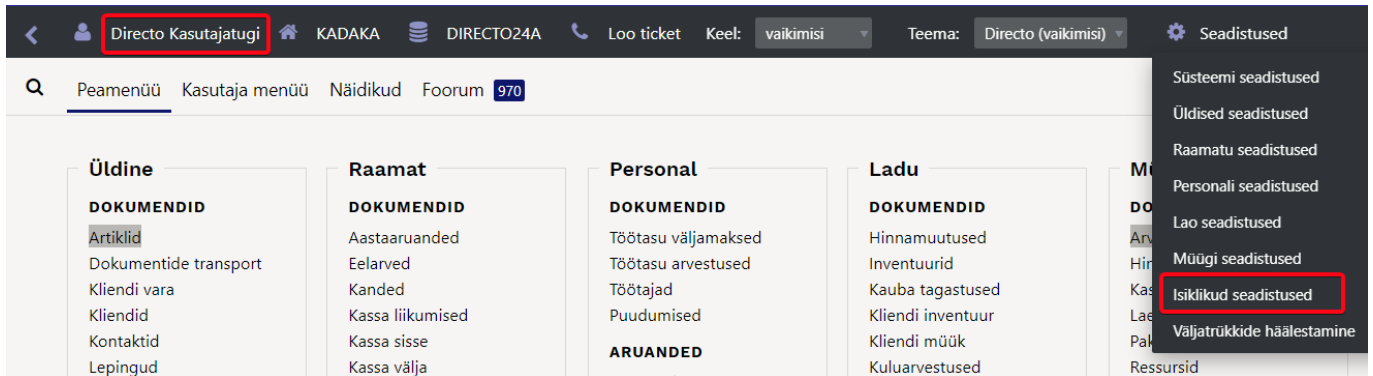 Directo Kasutajatugi KADAKA DIRECTO24A Loo ticket Keel: vaikimisi Teema: Directo (vaikimisi) Seadistused
Peamenüü Kasutaja menüü Näidikud Foorum 970
Süsteemi seadistused
Üldised seadistused
Raamatu seadistused
Personali seadistused
Lao seadistused
Müügi seadistused
Isiklikud seadistused
Väljatrükkide häälestamine
Üldine
DOKUMENDID
Artiklid
Dokumentide transport
Kliendi vara
Kliendid
Kontaktid
Lepingud
Raamat
DOKUMENDID
Aastaaruanded
Eelarved
Kanded
Kassa liikumised
Kassa sisse
Kassa välja
Personal
DOKUMENDID
Töötasu väljamaksed
Töötasu arvestused
Töötajad
Puudumised
ARUANDED
Ladu
DOKUMENDID
Hinnamuutused
Inventuurid
Kauba tagastused
Kliendi inventuur
Kliendi müük
Kuluarvestused
Ressursid